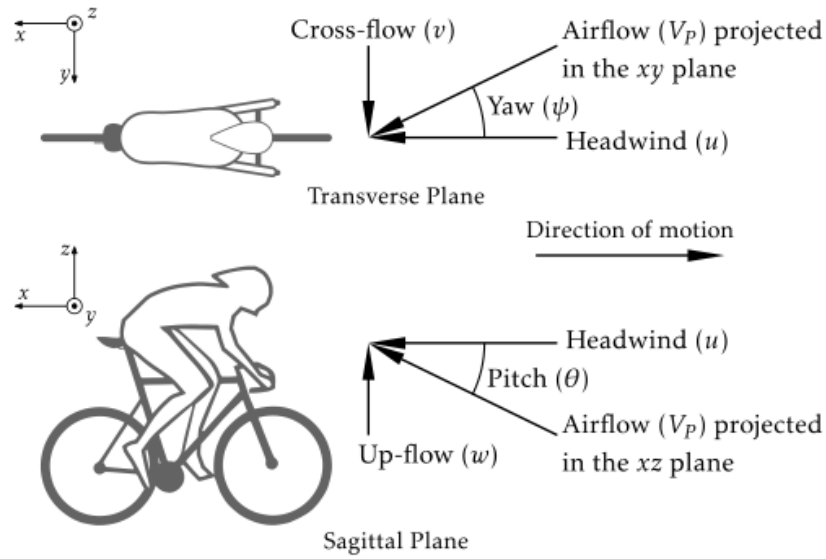 z
x
y
Cross-flow (v)
Airflow (V_P) projected
in the xy plane
Yaw (ψ)
Headwind (u)
Transverse Plane
Direction of motion
z
x
y
Headwind (u)
Pitch (θ)
Airflow (V_P) projected
in the xz plane
Up-flow (w)
Sagittal Plane